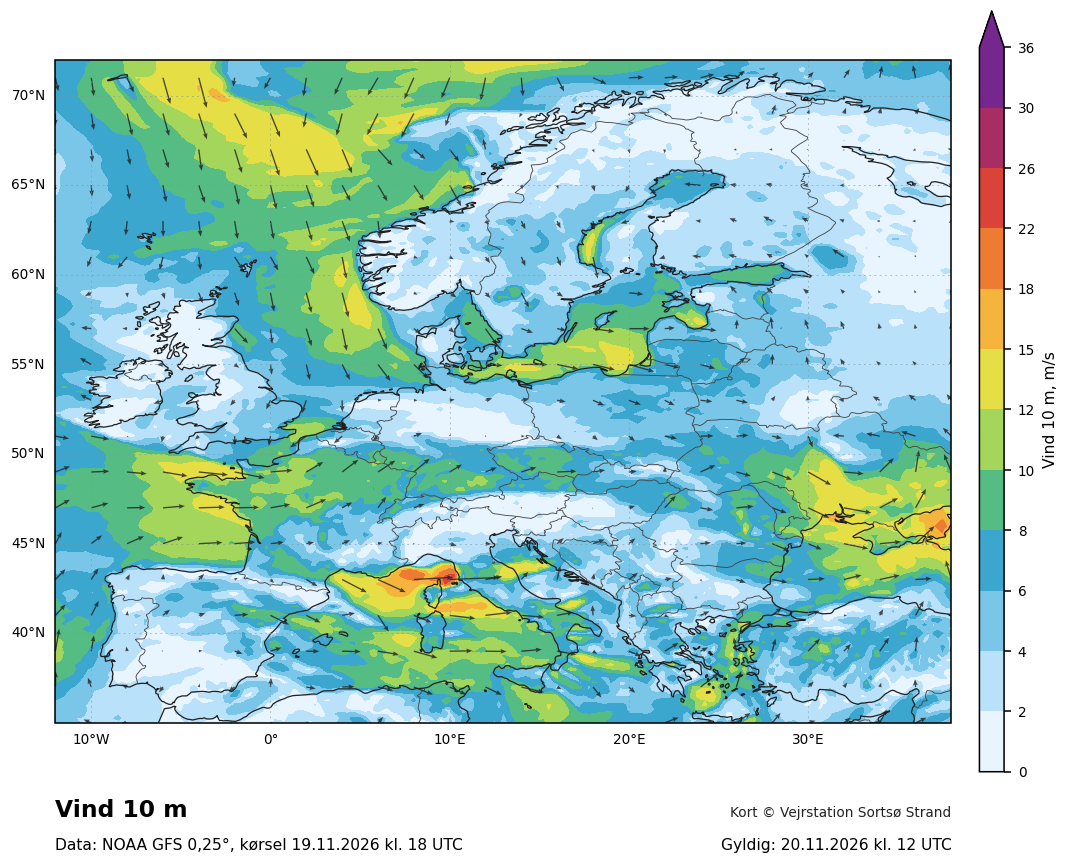 36
30
26
22
18
15
12
10
8
6
4
2
0
Vind 10 m, m/s
70°N
65°N
60°N
55°N
50°N
45°N
40°N
10°W
0°
10°E
20°E
30°E
Vind 10 m
Kort © Vejrstation Sortsø Strand
Data: NOAA GFS 0,25°, kørsel 19.11.2026 kl. 18 UTC
Gyldig: 20.11.2026 kl. 12 UTC